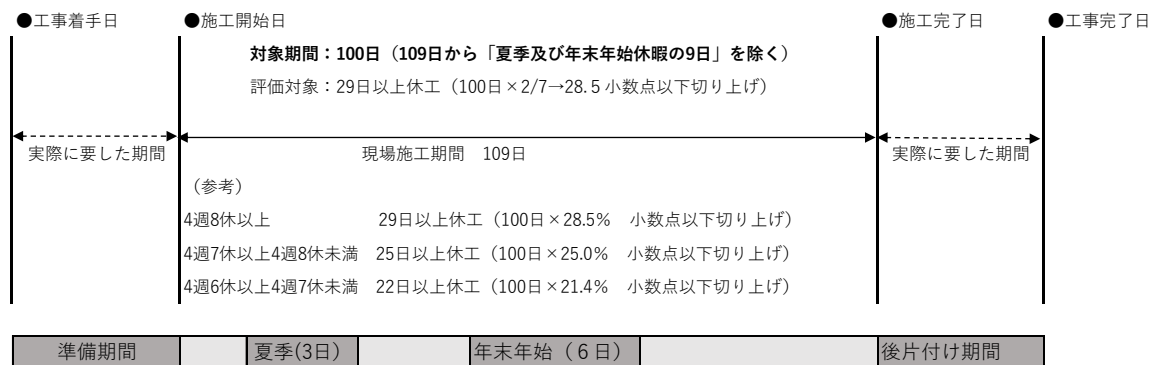 ●工事着手日 ●施工開始日 ●施工完了日 ●工事完了日
対象期間：100日（109日から「夏季及び年末年始休暇の9日」を除く）
評価対象：29日以上休工（100日×2/7→28.5 小数点以下切り上げ）
実際に要した期間 現場施工期間 109日 実際に要した期間
（参考）
4週8休以上 29日以上休工（100日×28.5% 小数点以下切り上げ）
4週7休以上4週8休未満 25日以上休工（100日×25.0% 小数点以下切り上げ）
4週6休以上4週7休未満 22日以上休工（100日×21.4% 小数点以下切り上げ）
準備期間 夏季(3日) 年末年始（６日） 後片付け期間